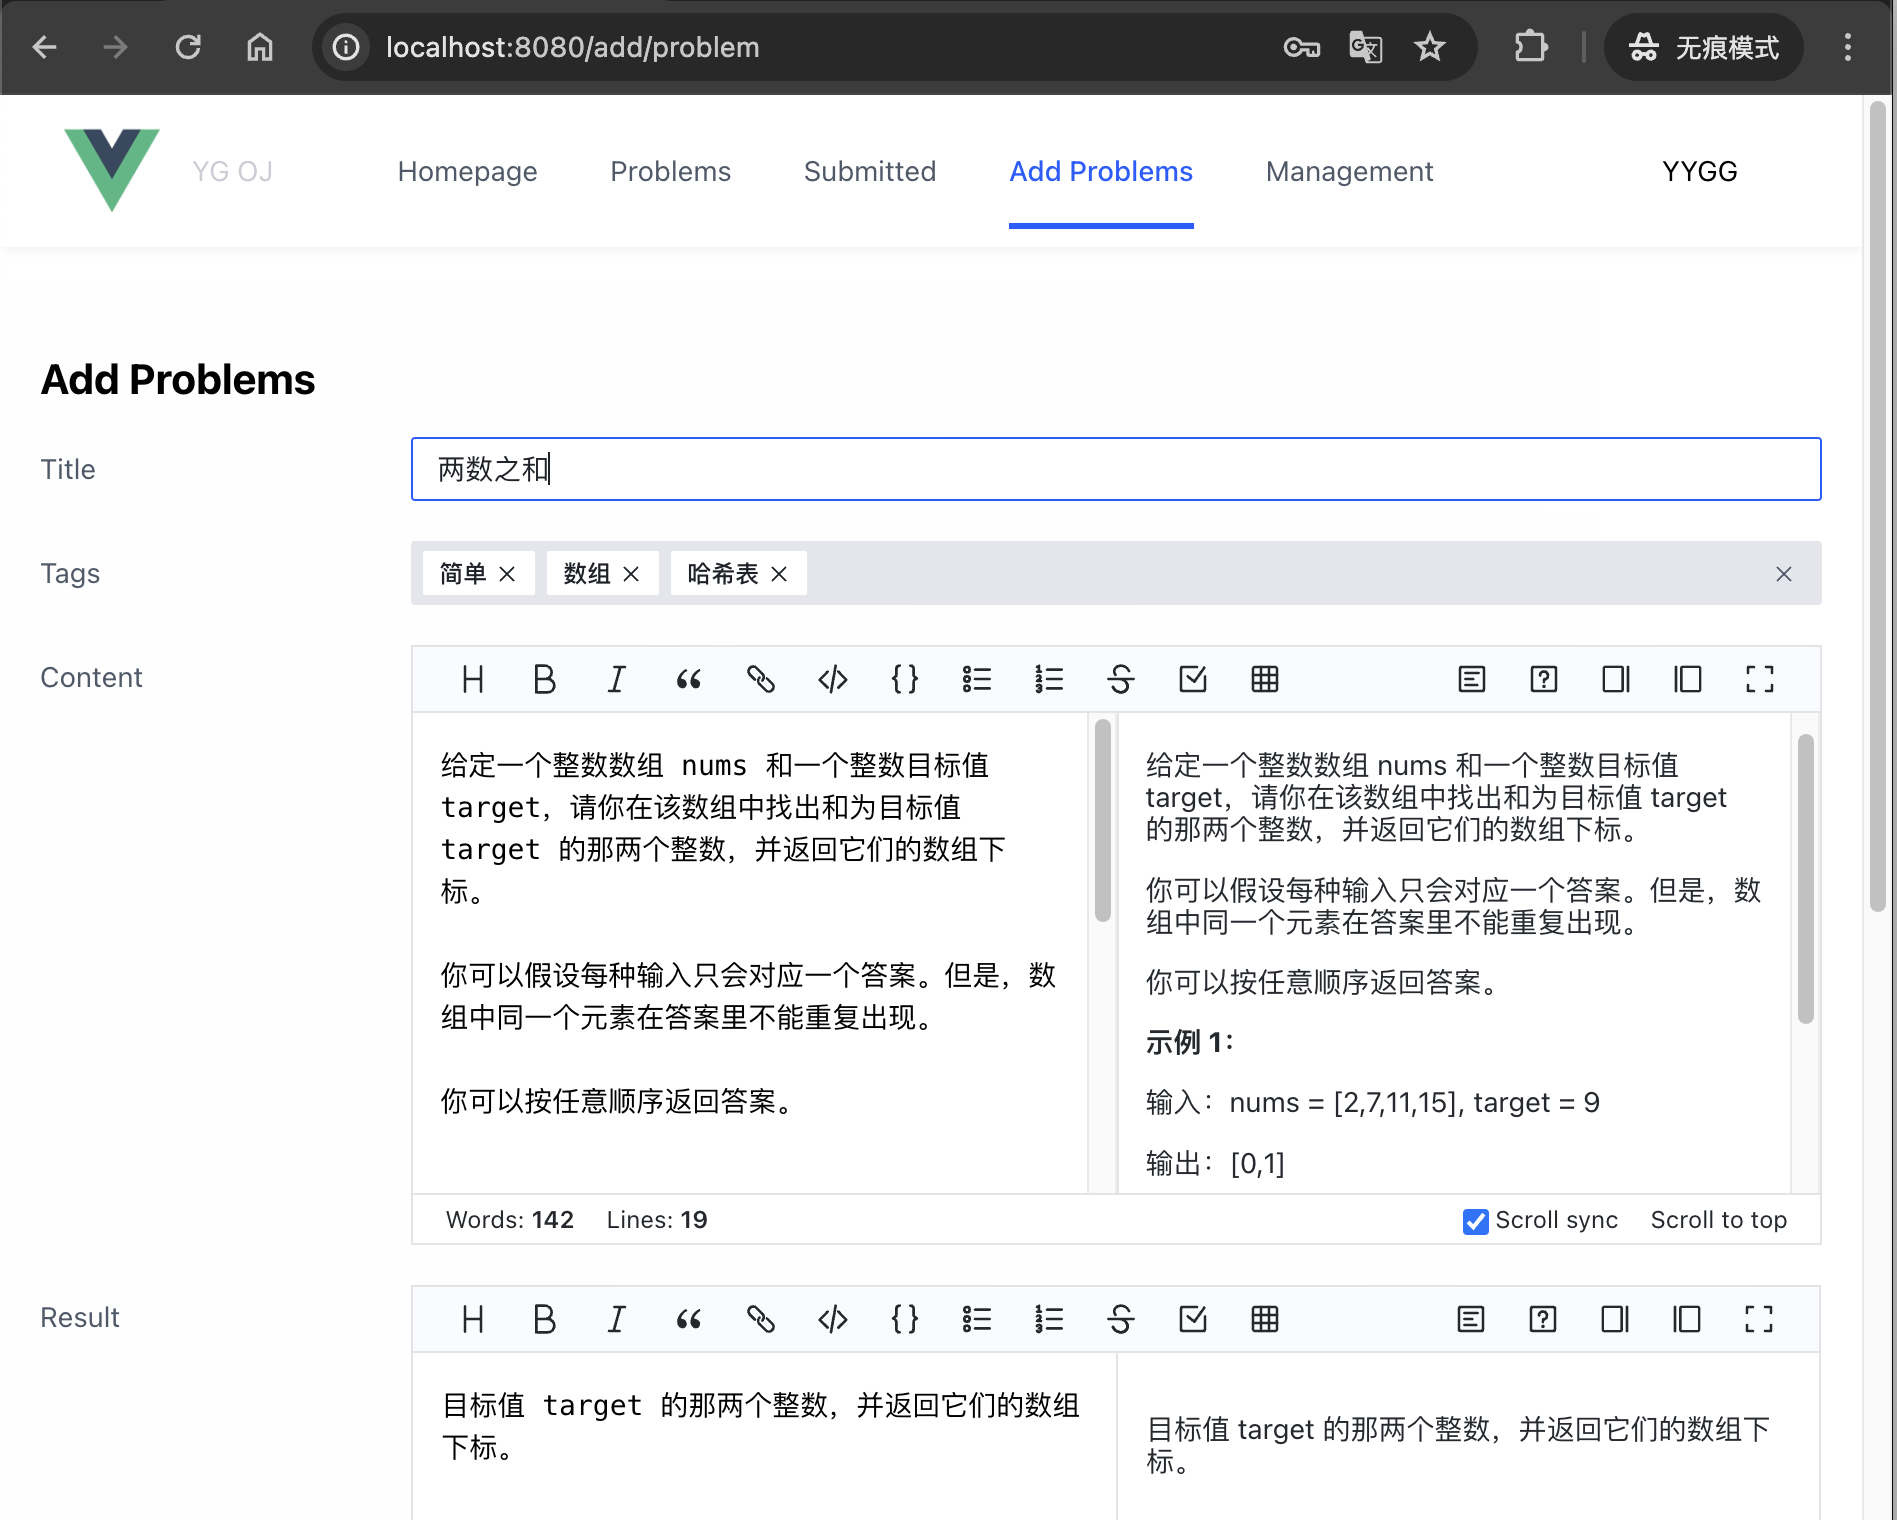 localhost:8080/add/problem
无痕模式
YG OJ
Homepage
Problems
Submitted
Add Problems
Management
YYGG
Add Problems
Title
两数之和
Tags
简单
数组
哈希表
Content
给定一个整数数组 nums 和一个整数目标值
target，请你在该数组中找出和为目标值
target 的那两个整数，并返回它们的数组下
标。
你可以假设每种输入只会对应一个答案。但是，数
组中同一个元素在答案里不能重复出现。
你可以按任意顺序返回答案。
给定一个整数数组 nums 和一个整数目标值
target，请你在该数组中找出和为目标值 target
的那两个整数，并返回它们的数组下标。
你可以假设每种输入只会对应一个答案。但是，数
组中同一个元素在答案里不能重复出现。
你可以按任意顺序返回答案。
示例 1：
输入：nums = [2,7,11,15], target = 9
输出：[0,1]
Words: 142 Lines: 19
Scroll sync
Scroll to top
Result
目标值 target 的那两个整数，并返回它们的数组
下标。
目标值 target 的那两个整数，并返回它们的数组下
标。